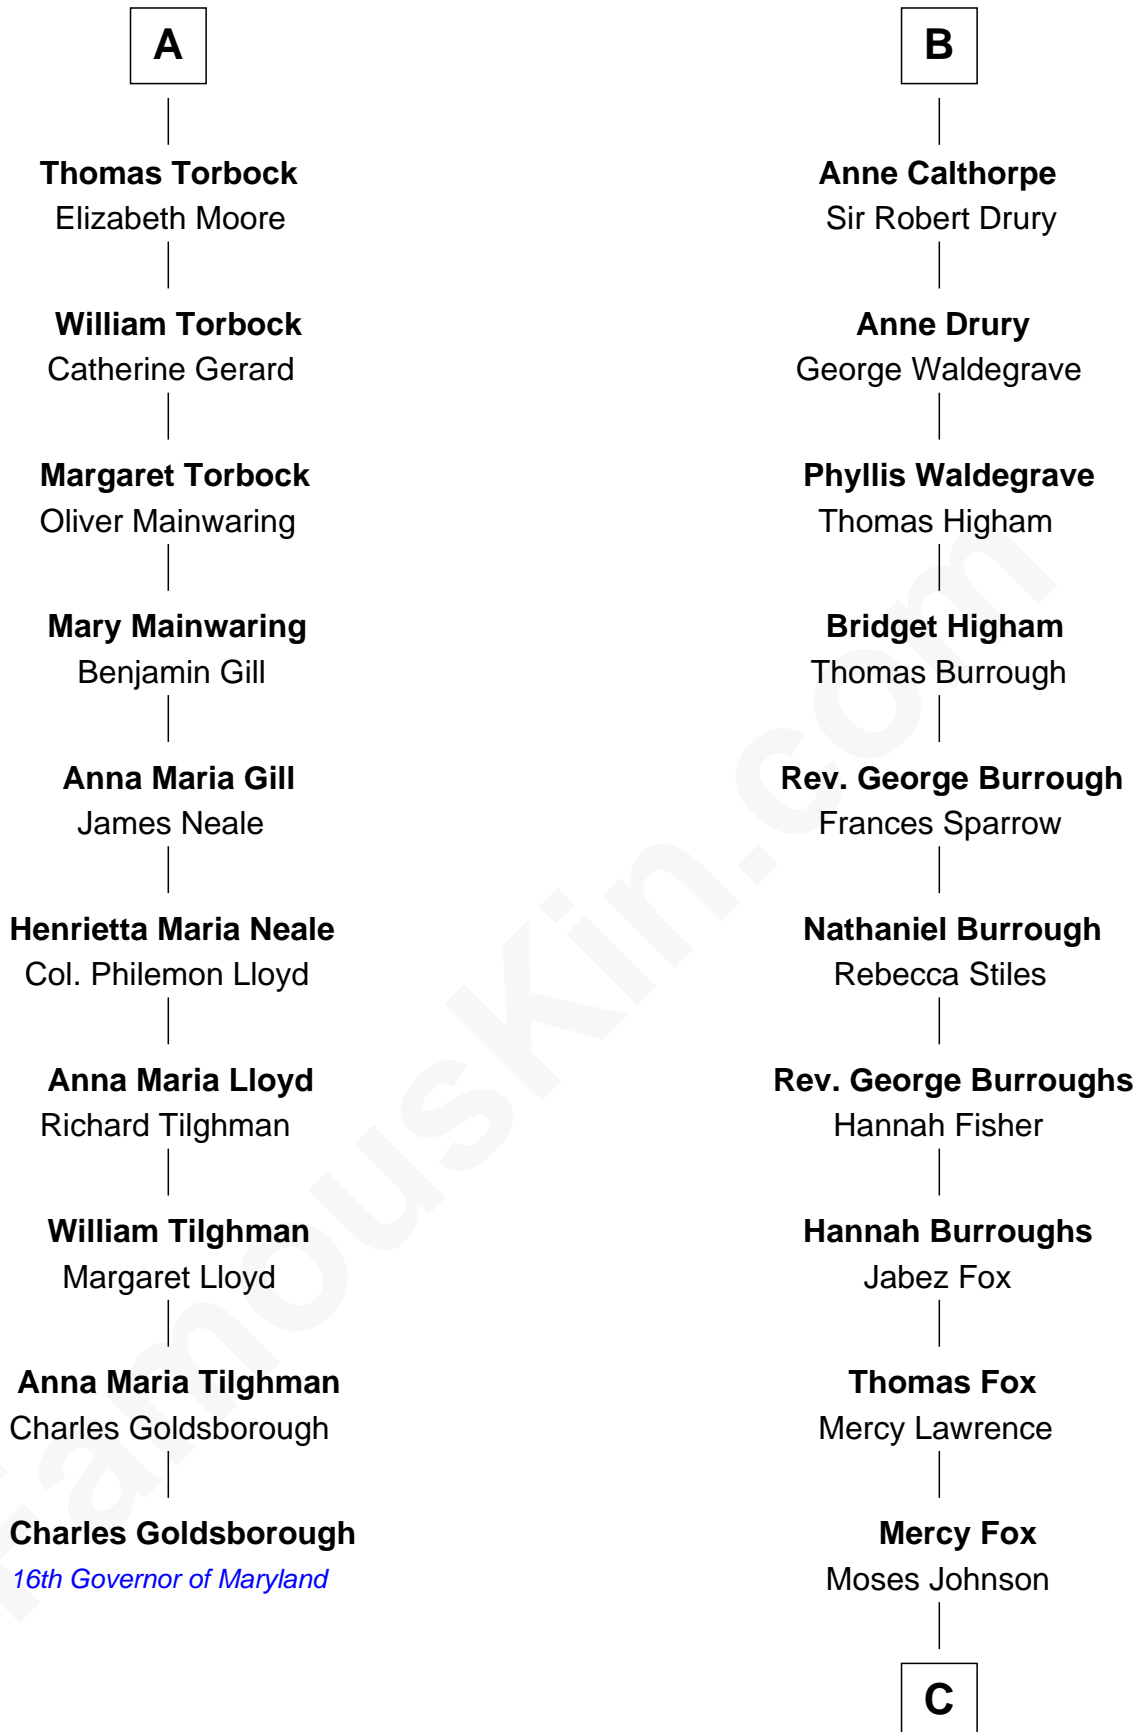 A
Thomas Torbock
Elizabeth Moore
William Torbock
Catherine Gerard
Margaret Torbock
Oliver Mainwaring
Mary Mainwaring
Benjamin Gill
Anna Maria Gill
James Neale
Henrietta Maria Neale
Col. Philemon Lloyd
Anna Maria Lloyd
Richard Tilghman
William Tilghman
Margaret Lloyd
Anna Maria Tilghman
Charles Goldsborough
Charles Goldsborough
16th Governor of Maryland
B
Anne Calthorpe
Sir Robert Drury
Anne Drury
George Waldegrave
Phyllis Waldegrave
Thomas Higham
Bridget Higham
Thomas Burrough
Rev. George Burrough
Frances Sparrow
Nathaniel Burrough
Rebecca Stiles
Rev. George Burroughs
Hannah Fisher
Hannah Burroughs
Jabez Fox
Thomas Fox
Mercy Lawrence
Mercy Fox
Moses Johnson
C
FamousKin.com